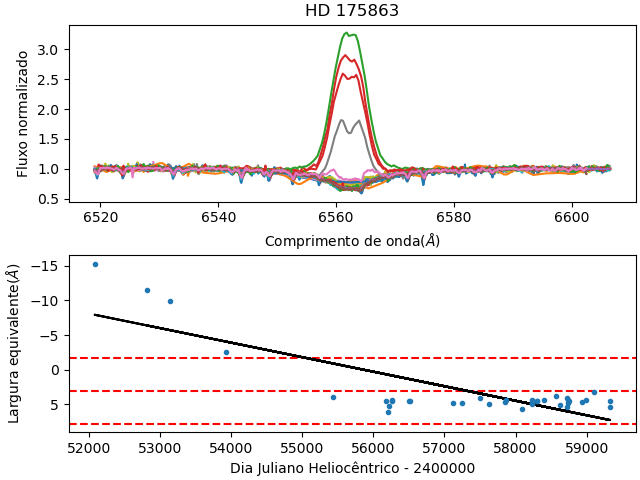 HD 175863
Fluxo normalizado
3.0
2.5
2.0
1.5
1.0
0.5
6520 6540 6560 6580 6600
Comprimento de onda(Å)
Largura equivalente(Å)
−15
−10
−5
0
5
52000 53000 54000 55000 56000 57000 58000 59000
Dia Juliano Heliocêntrico - 2400000